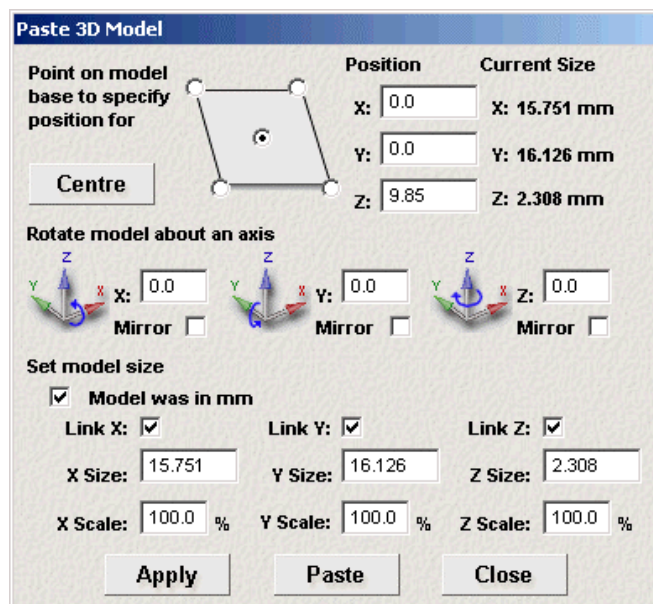 Paste 3D Model
Point on model
base to specify
position for
Centre
Position
Current Size
X: 0.0
X: 15.751 mm
Y: 0.0
Y: 16.126 mm
Z: 9.85
Z: 2.308 mm
Rotate model about an axis
Z
Y
X
X: 0.0
Mirror
Z
Y
X
Y: 0.0
Mirror
Z
Y
X
Z: 0.0
Mirror
Set model size
Model was in mm
Link X:
Link Y:
Link Z:
X Size: 15.751
Y Size: 16.126
Z Size: 2.308
X Scale: 100.0 %
Y Scale: 100.0 %
Z Scale: 100.0 %
Apply
Paste
Close